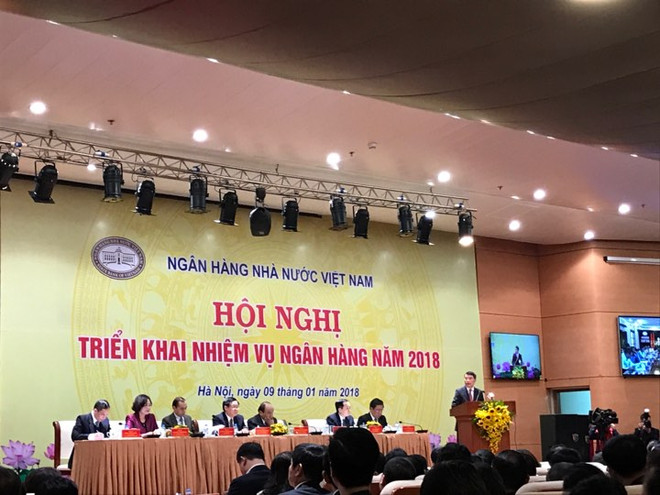 NGÂN HÀNG NHÀ NƯỚC VIỆT NAM
HỘI NGHỊ
TRIỂN KHAI NHIỆM VỤ NGÂN HÀNG NĂM 2018
Hà Nội, ngày 09 tháng 01 năm 2018